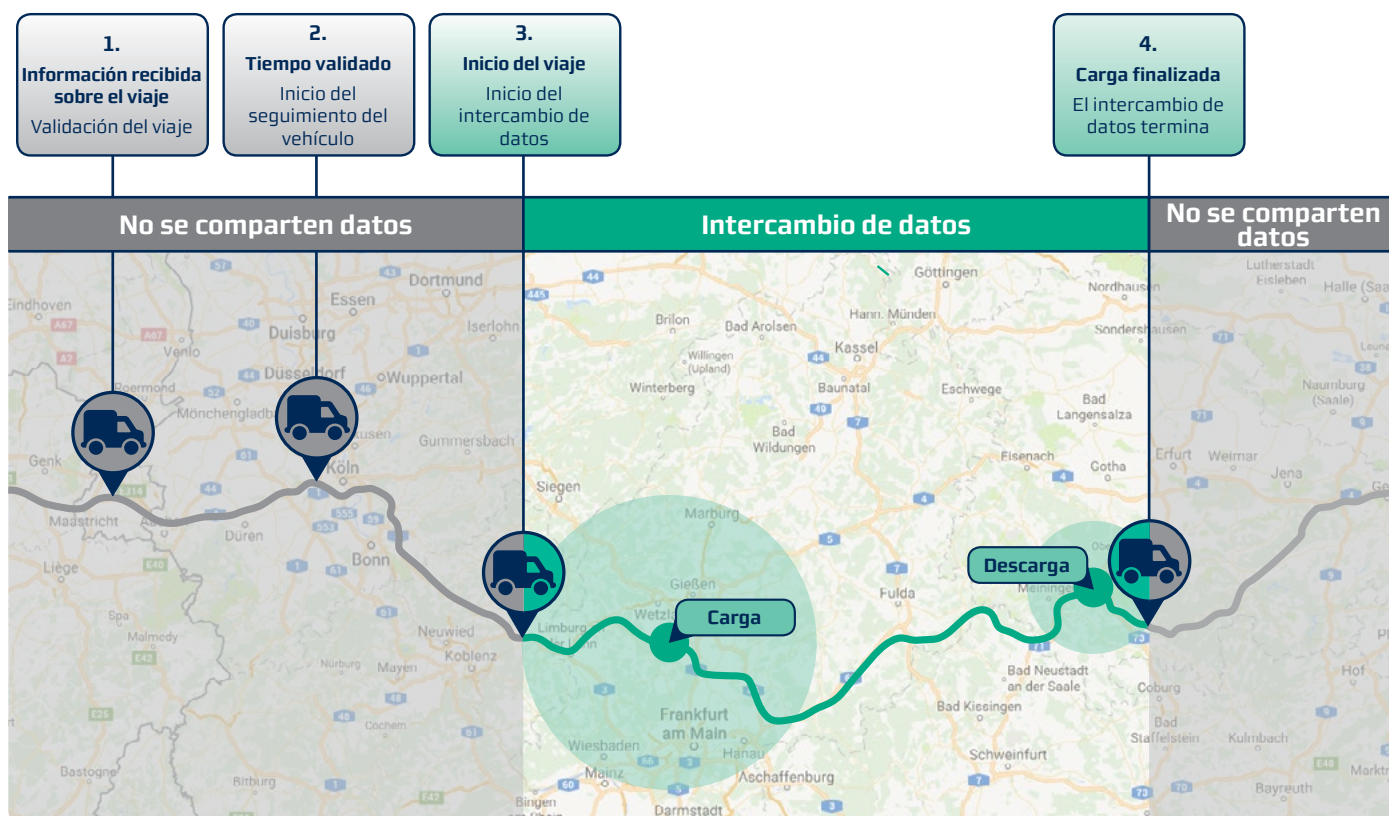 1.
Información recibida
sobre el viaje
Validación del viaje
2.
Tiempo validado
Inicio del
seguimiento del
vehículo
3.
Inicio del viaje
Inicio del
intercambio de
datos
4.
Carga finalizada
El intercambio de
datos termina
No se comparten datos
Intercambio de datos
No se comparten
datos
Eindhoven
Dortmund
Essen
Duisburg
Iserlohn
Venlo
Düsseldorf
Wuppertal
Roermond
Mönchengladba
Gummersbach
Genk
Köln
Maastricht
Düren
Bonn
Liège
Spa
Malmedy
Neuwied
Koblenz
Nürburg
Mayen
Cochem
Bastogne
Bitburg
Göttingen
Brilon
Bad Arolsen
Hann. Münden
Willingen
(Upland)
Kassel
Winterberg
Baunatal
Eschwege
Bad
Langensalza
Bad
Wildungen
Siegen
Eisenach
Gotha
Marburg
Gießen
Fulda
Carga
Descarga
Meiningen
Frankfurt
am Main
Wiesbaden
Hanau
Mainz
Aschaffenburg
Bingen
Darmstadt
Bad Neustadt
an der Saale
Bad Kissingen
Schweinfurt
Nordhausen
Sondershausen
Lutherstadt
Eisleben
Halle (Saa
Naumburg
(Saale)
Erfurt
Weimar
Jena
Hof
Coburg
Bad
Staffelstein
Kulmbach
Bayreuth
Marktr